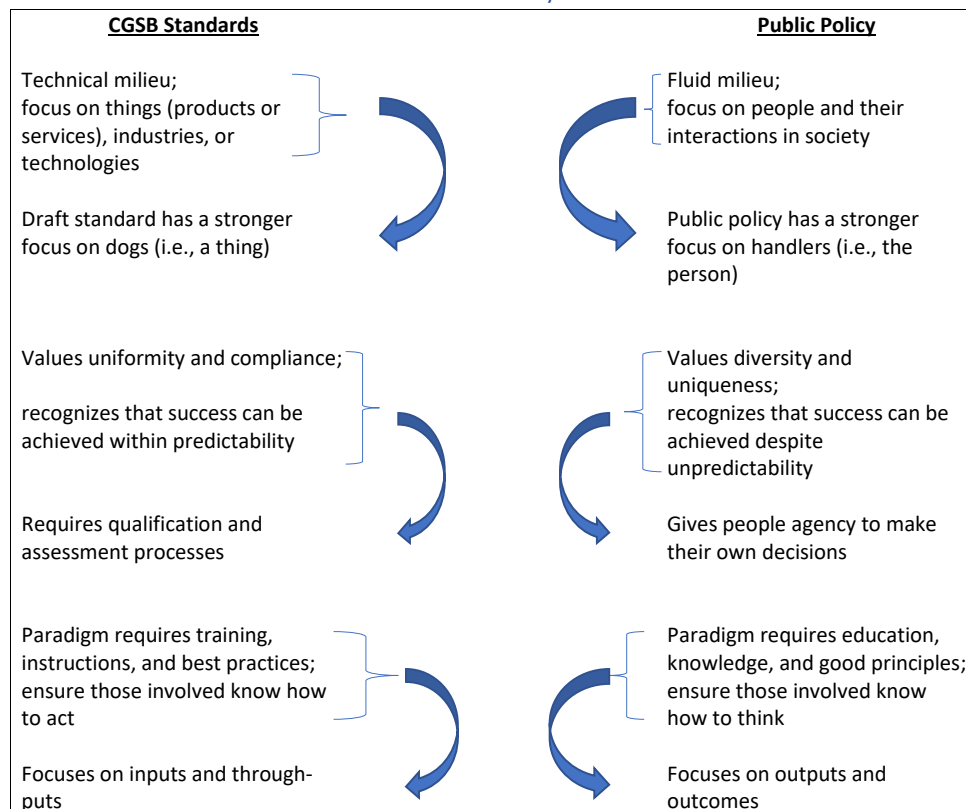 CGSB Standards
Technical milieu;
focus on things (products or
services), industries, or
technologies
Draft standard has a stronger
focus on dogs (i.e., a thing)
Values uniformity and compliance;
recognizes that success can be
achieved within predictability
Requires qualification and
assessment processes
Paradigm requires training,
instructions, and best practices;
ensure those involved know how
to act
Focuses on inputs and through-
puts
Public Policy
Fluid milieu;
focus on people and their
interactions in society
Public policy has a stronger
focus on handlers (i.e., the
person)
Values diversity and
uniqueness;
recognizes that success can be
achieved despite
unpredictability
Gives people agency to make
their own decisions
Paradigm requires education,
knowledge, and good principles;
ensure those involved know
how to think
Focuses on outputs and
outcomes